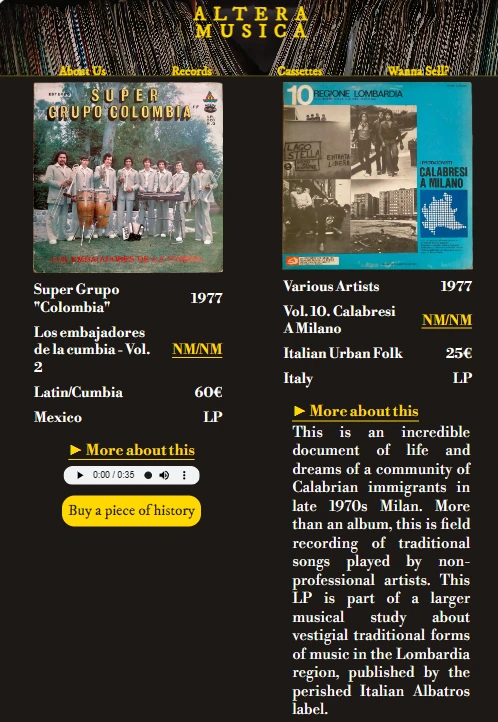 ALTERA
MUSICA
About Us Records Cassettes Wanna Sell?
ESTEREO
SUPER
GRUPO "COLOMBIA"
LOS EMBAJADORES DE LA CUMBIA
Super Grupo
"Colombia" 1977
Los embajadores
de la cumbia - Vol.
2 NM/NM
Latin/Cumbia 60€
Mexico LP
► More about this
0:00 / 0:35
Buy a piece of history
10 REGIONE LOMBARDIA
LAGO
STELLA
ENTRATA
LIBERA
I PROTAGONISTI
CALABRESI
A MILANO
Various Artists 1977
Vol. 10. Calabresi
A Milano NM/NM
Italian Urban Folk 25€
Italy LP
► More about this
This is an incredible
document of life and
dreams of a community of
Calabrian immigrants in
late 1970s Milan. More
than an album, this is field
recording of traditional
songs played by non-
professional artists. This
LP is part of a larger
musical study about
vestigial traditional forms
of music in the Lombardia
region, published by the
perished Italian Albatros
label.